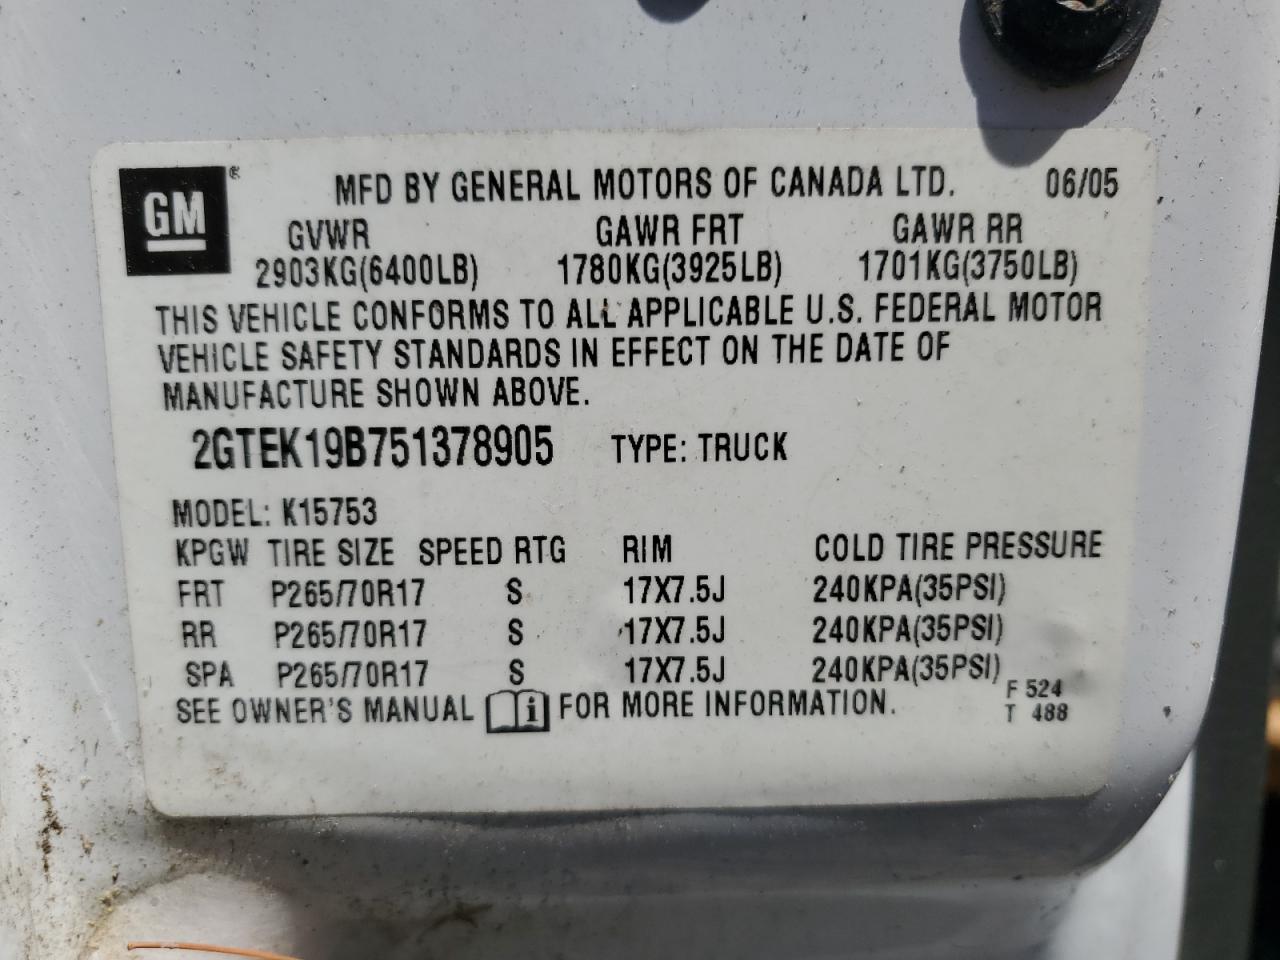 GM®
MFD BY GENERAL MOTORS OF CANADA LTD. 06/05
GVWR GAWR FRT GAWR RR
2903KG(6400LB) 1780KG(3925LB) 1701KG(3750LB)
THIS VEHICLE CONFORMS TO ALL APPLICABLE U.S. FEDERAL MOTOR
VEHICLE SAFETY STANDARDS IN EFFECT ON THE DATE OF
MANUFACTURE SHOWN ABOVE.
2GTEK19B751378905 TYPE: TRUCK
MODEL: K15753
KPGW TIRE SIZE SPEED RTG RIM COLD TIRE PRESSURE
FRT P265/70R17 S 17X7.5J 240KPA(35PSI)
RR P265/70R17 S 17X7.5J 240KPA(35PSI)
SPA P265/70R17 S 17X7.5J 240KPA(35PSI)
SEE OWNER'S MANUAL i FOR MORE INFORMATION.
F 524
T 488